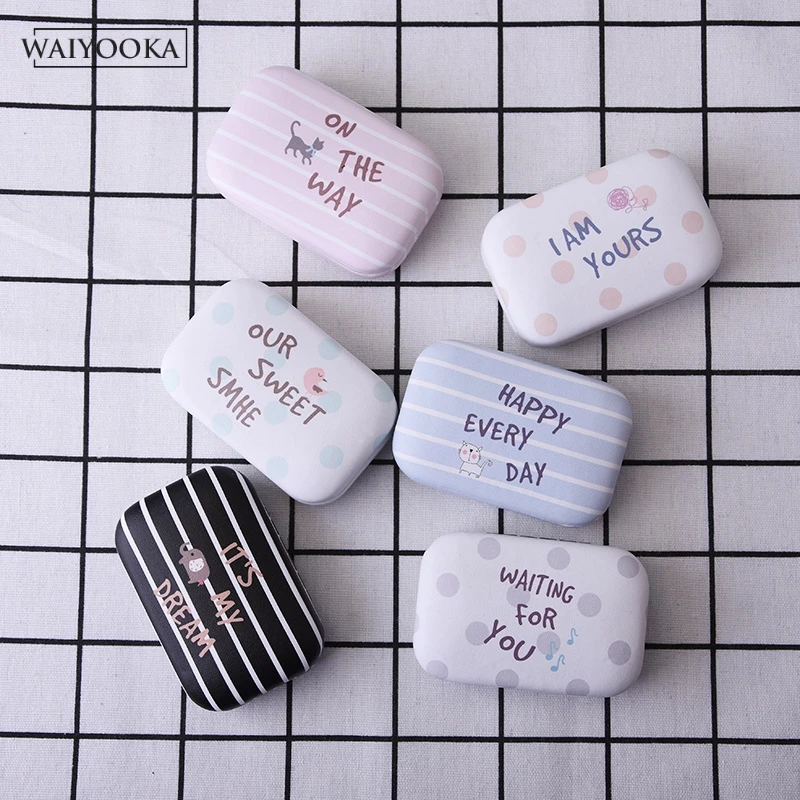 WAIYOOKA
ON
THE
WAY
I AM
YOURS
OUR
SWEET
SMHE
HAPPY
EVERY
DAY
IT'S
MY
DREAM
WAITING
FOR
YOU